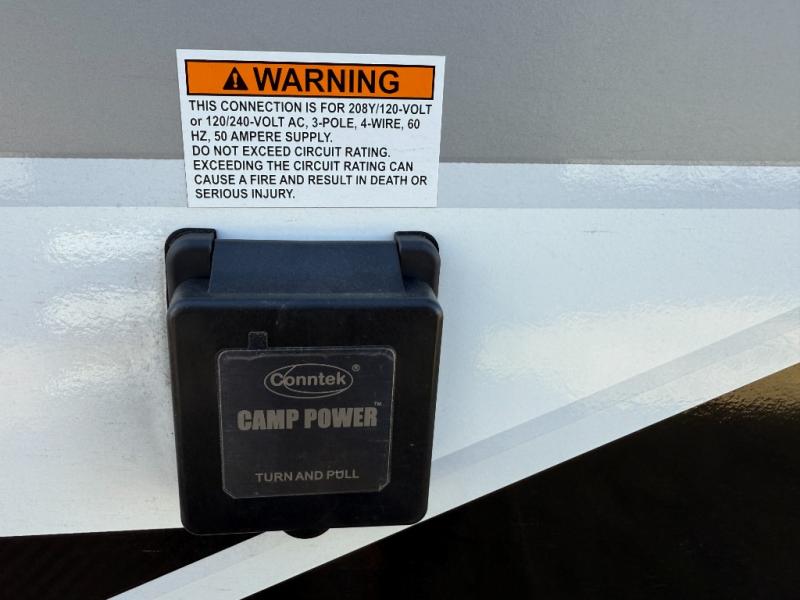 WARNING
THIS CONNECTION IS FOR 208Y/120-VOLT
or 120/240-VOLT AC, 3-POLE, 4-WIRE, 60
HZ, 50 AMPERE SUPPLY.
DO NOT EXCEED CIRCUIT RATING.
EXCEEDING THE CIRCUIT RATING CAN
CAUSE A FIRE AND RESULT IN DEATH OR
SERIOUS INJURY.
Conntek®
CAMP POWER™
TURN AND PULL